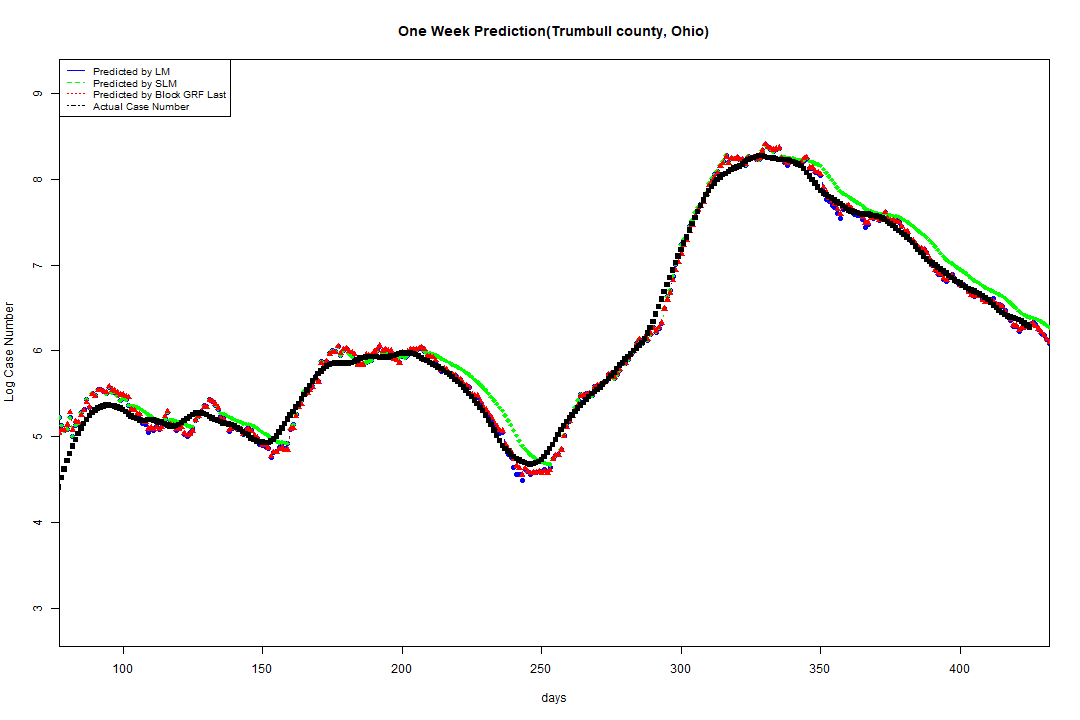 One Week Prediction(Trumbull county, Ohio)
Predicted by LM
Predicted by SLM
Predicted by Block GRF Last
Actual Case Number
9
8
7
6
5
4
3
Log Case Number
100 150 200 250 300 350 400
days